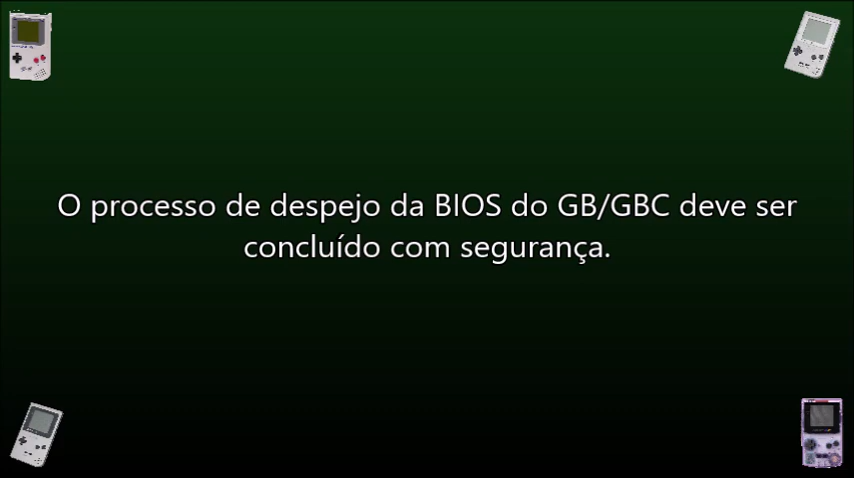 O processo de despejo da BIOS do GB/GBC deve ser
concluído com segurança.